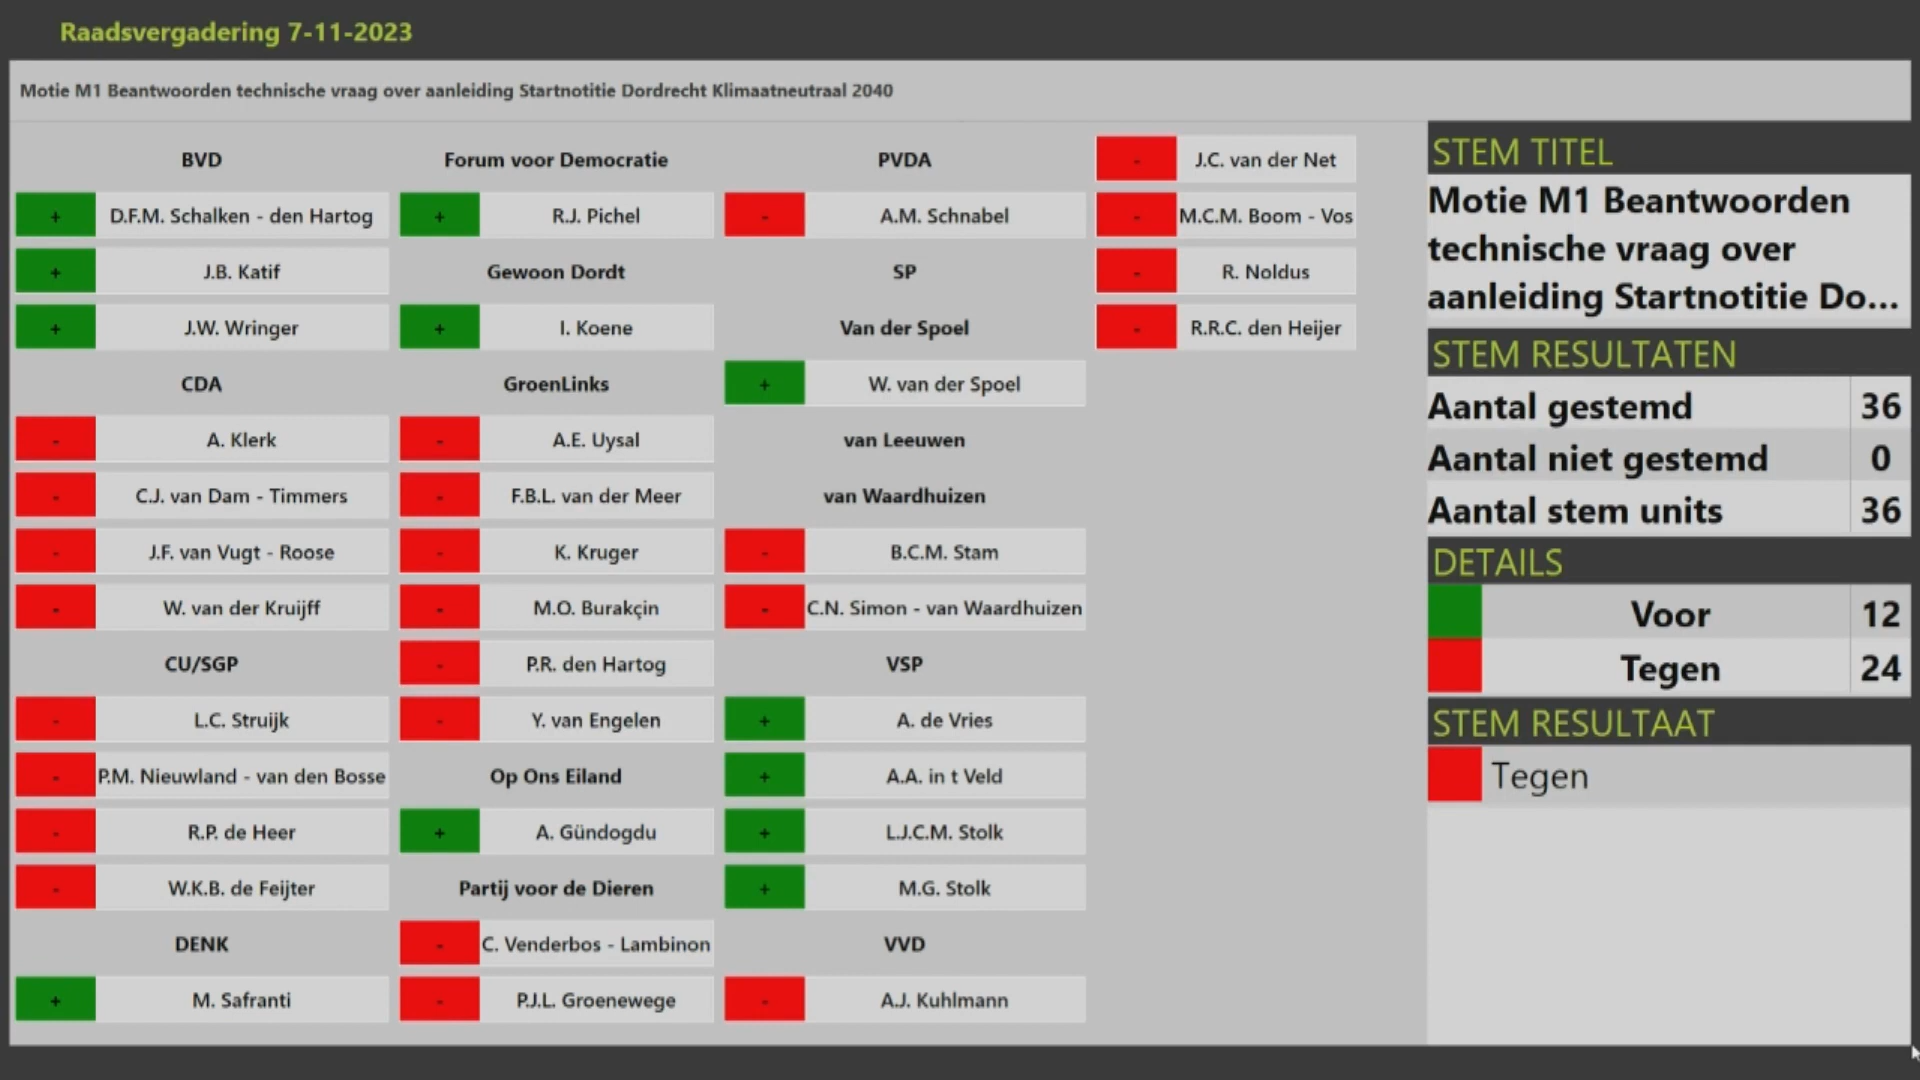 Raadsvergadering 7-11-2023
Motie M1 Beantwoorden technische vraag over aanleiding Startnotitie Dordrecht Klimaatneutraal 2040
BVD
+ D.F.M. Schalken - den Hartog
+ J.B. Katif
+ J.W. Wringer
CDA
- A. Klerk
- C.J. van Dam - Timmers
- J.F. van Vugt - Roose
- W. van der Kruijff
CU/SGP
- L.C. Struijk
- P.M. Nieuwland - van den Bosse
- R.P. de Heer
- W.K.B. de Feijter
DENK
+ M. Safranti
Forum voor Democratie
+ R.J. Pichel
Gewoon Dordt
+ I. Koene
GroenLinks
- A.E. Uysal
- F.B.L. van der Meer
- K. Kruger
- M.O. Burakçin
- P.R. den Hartog
- Y. van Engelen
Op Ons Eiland
+ A. Gündogdu
Partij voor de Dieren
- C. Venderbos - Lambinon
- P.J.L. Groenewege
PVDA
- A.M. Schnabel
SP
Van der Spoel
+ W. van der Spoel
van Leeuwen
van Waardhuizen
- B.C.M. Stam
- C.N. Simon - van Waardhuizen
VSP
+ A. de Vries
+ A.A. in t Veld
+ L.J.C.M. Stolk
+ M.G. Stolk
VVD
- A.J. Kuhlmann
- J.C. van der Net
- M.C.M. Boom - Vos
- R. Noldus
- R.R.C. den Heijer
STEM TITEL
Motie M1 Beantwoorden
technische vraag over
aanleiding Startnotitie Do...
STEM RESULTATEN
Aantal gestemd 36
Aantal niet gestemd 0
Aantal stem units 36
DETAILS
Voor 12
Tegen 24
STEM RESULTAAT
Tegen